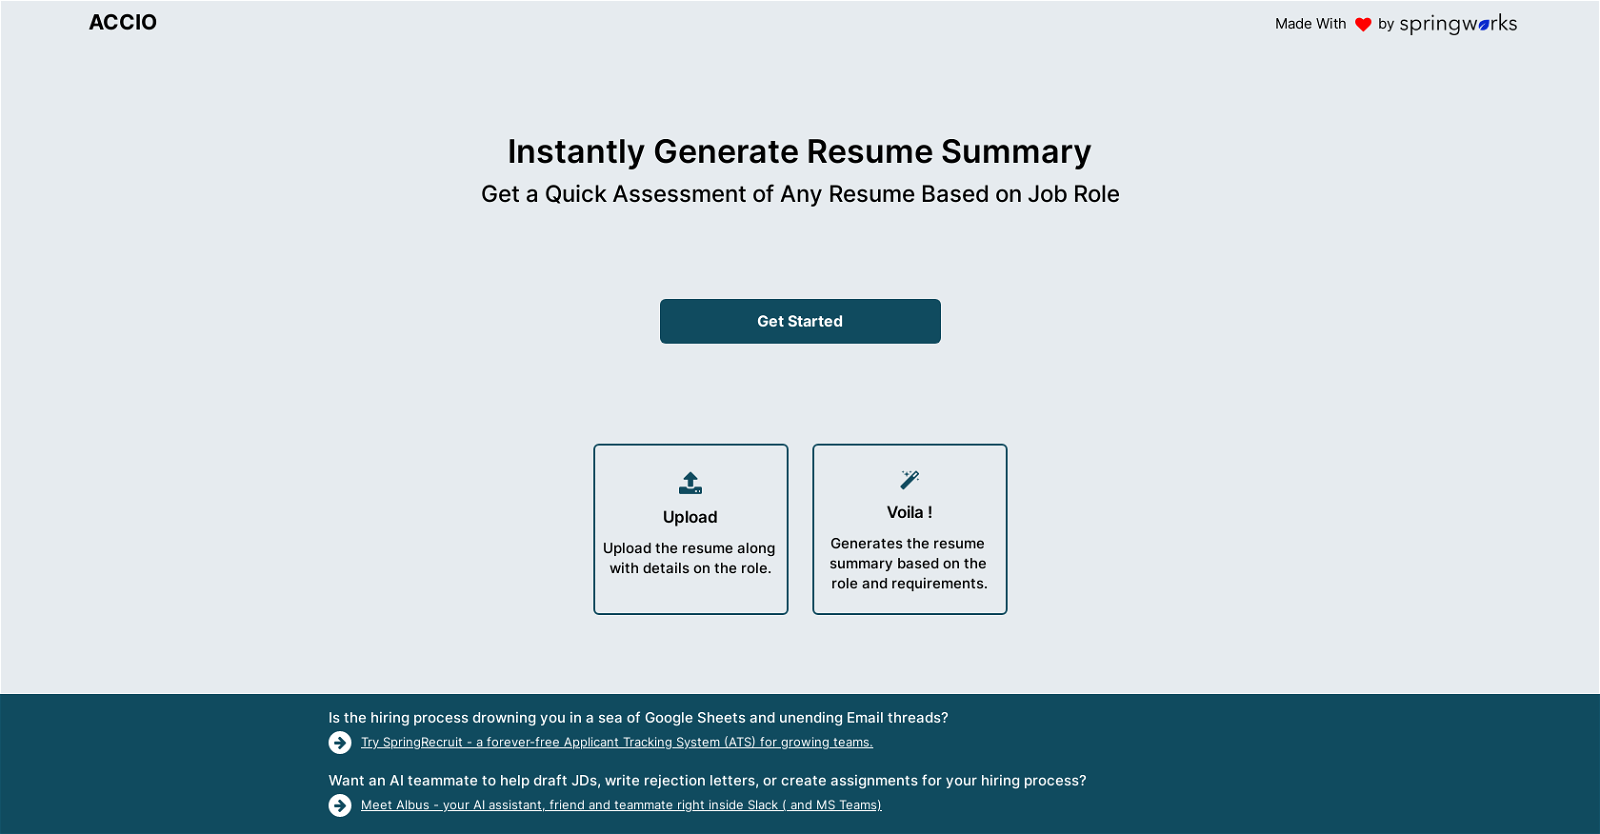 ACCIO
Made With by springworks
Instantly Generate Resume Summary
Get a Quick Assessment of Any Resume Based on Job Role
Get Started
Upload
Upload the resume along
with details on the role.
Voila !
Generates the resume
summary based on the
role and requirements.
Is the hiring process drowning you in a sea of Google Sheets and unending Email threads?
Try SpringRecruit - a forever-free Applicant Tracking System (ATS) for growing teams.
Want an AI teammate to help draft JDs, write rejection letters, or create assignments for your hiring process?
Meet Albus - your AI assistant, friend and teammate right inside Slack ( and MS Teams)